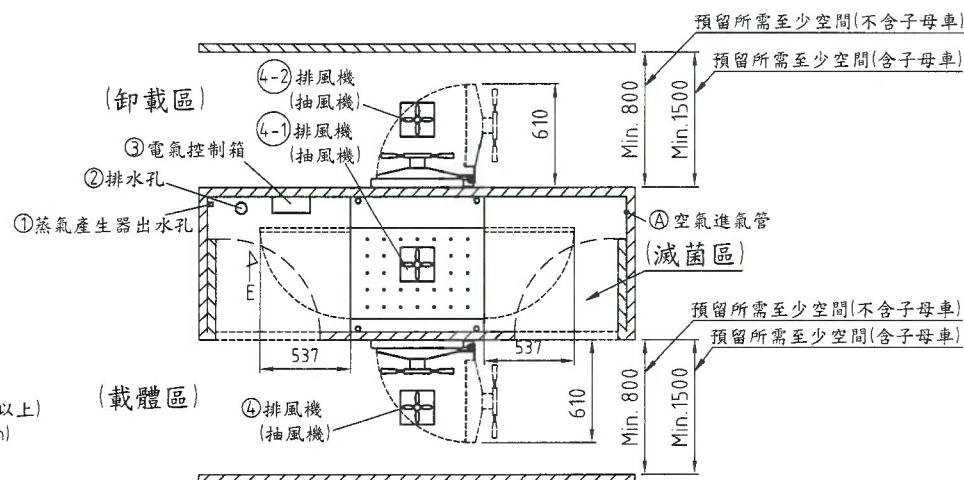 預留所需至少空間(不含子母車)
預留所需至少空間(含子母車)
(卸載區)
④-2 排風機
(抽風機)
④-1 排風機
(抽風機)
③電氣控制箱
②排水孔
①蒸氣產生器出水孔
610
Min. 800
Min.1500
Ⓐ空氣進氣管
(滅菌區)
E
預留所需至少空間(不含子母車)
預留所需至少空間(含子母車)
537
537
(載體區)
④排風機
(抽風機)
610
Min. 800
Min.1500
以上)